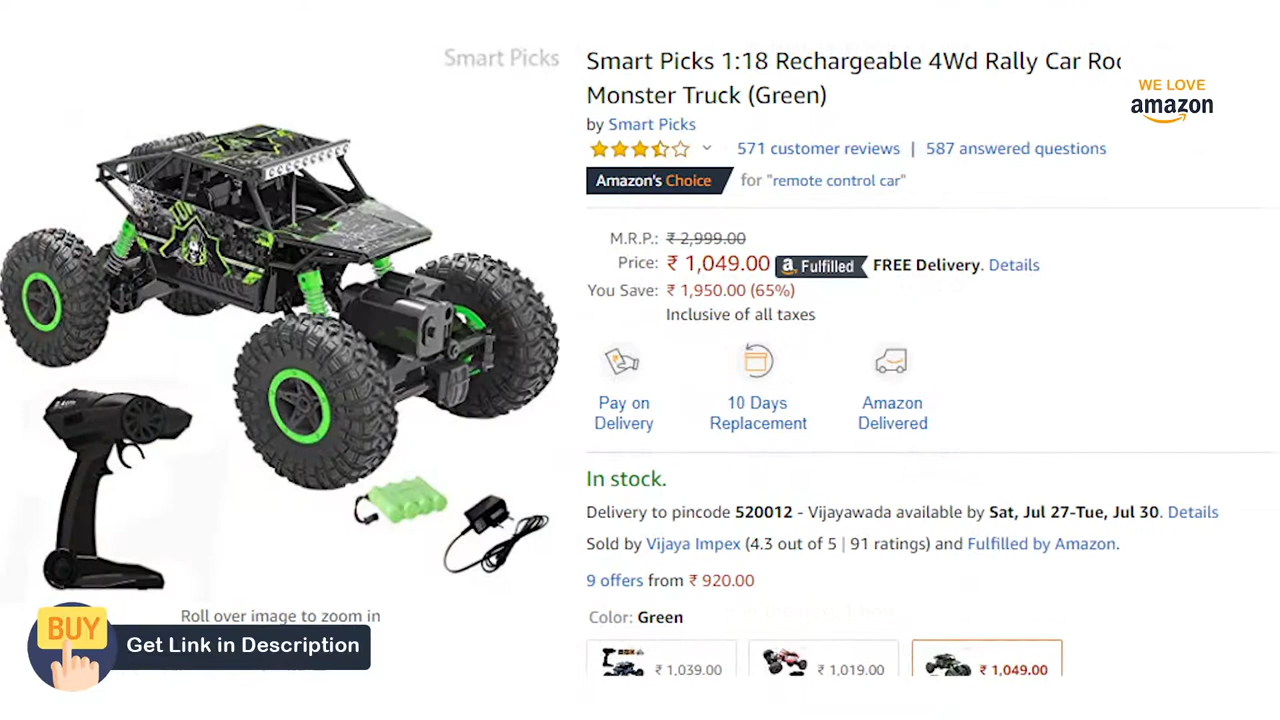 Smart Picks
Smart Picks 1:18 Rechargeable 4Wd Rally Car Roc
Monster Truck (Green)
WE LOVE
amazon
by Smart Picks
571 customer reviews | 587 answered questions
Amazon's Choice for "remote control car"
M.R.P.: ₹ 2,999.00
Price: ₹ 1,049.00 a Fulfilled FREE Delivery. Details
You Save: ₹ 1,950.00 (65%)
Inclusive of all taxes
Pay on Delivery
10 Days Replacement
Amazon Delivered
In stock.
Delivery to pincode 520012 - Vijayawada available by Sat, Jul 27-Tue, Jul 30. Details
Sold by Vijaya Impex (4.3 out of 5 | 91 ratings) and Fulfilled by Amazon.
9 offers from ₹ 920.00
Color: Green
₹ 1,039.00
₹ 1,019.00
₹ 1,049.00
Roll over image to zoom in
BUY
Get Link in Description